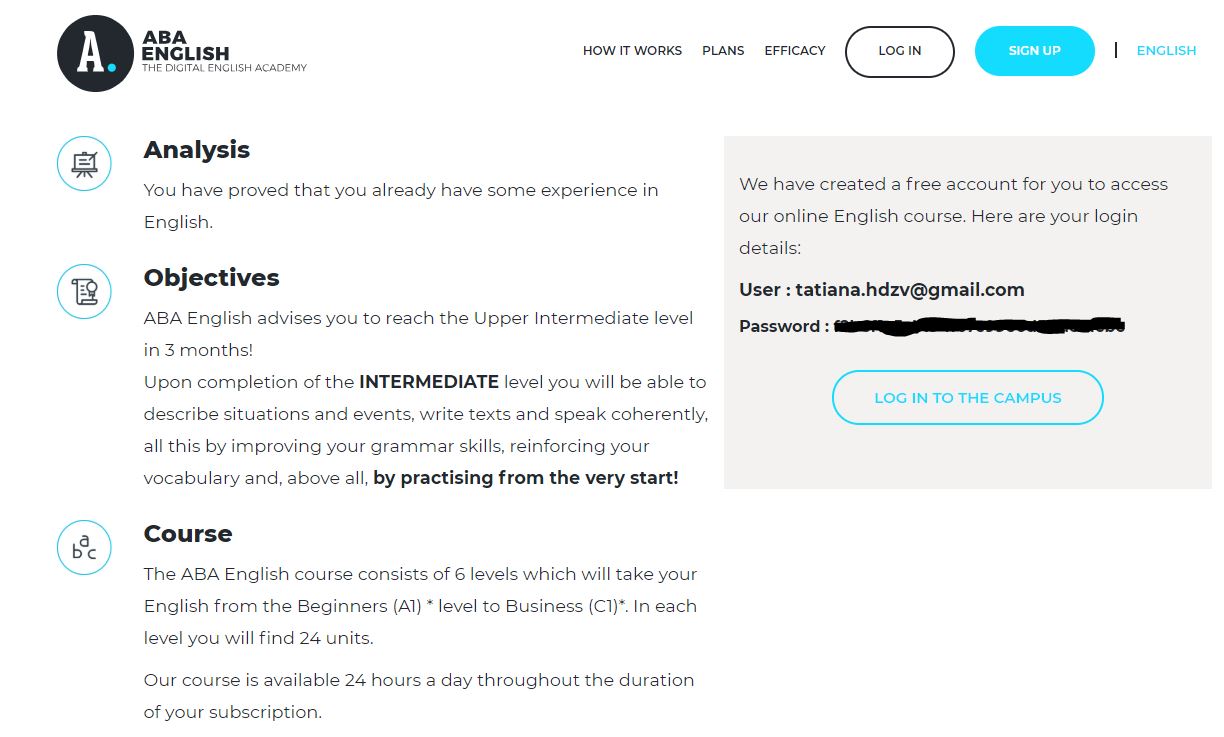 A.
ABA
ENGLISH
THE DIGITAL ENGLISH ACADEMY
HOW IT WORKS
PLANS
EFFICACY
LOG IN
SIGN UP
ENGLISH
Analysis
You have proved that you already have some experience in
English.
Objectives
ABA English advises you to reach the Upper Intermediate level
in 3 months!
Upon completion of the INTERMEDIATE level you will be able to
describe situations and events, write texts and speak coherently,
all this by improving your grammar skills, reinforcing your
vocabulary and, above all, by practising from the very start!
Course
The ABA English course consists of 6 levels which will take your
English from the Beginners (A1) * level to Business (C1)*. In each
level you will find 24 units.
Our course is available 24 hours a day throughout the duration
of your subscription.
We have created a free account for you to access
our online English course. Here are your login
details:
User : tatiana.hdzv@gmail.com
Password :
LOG IN TO THE CAMPUS
a
b c